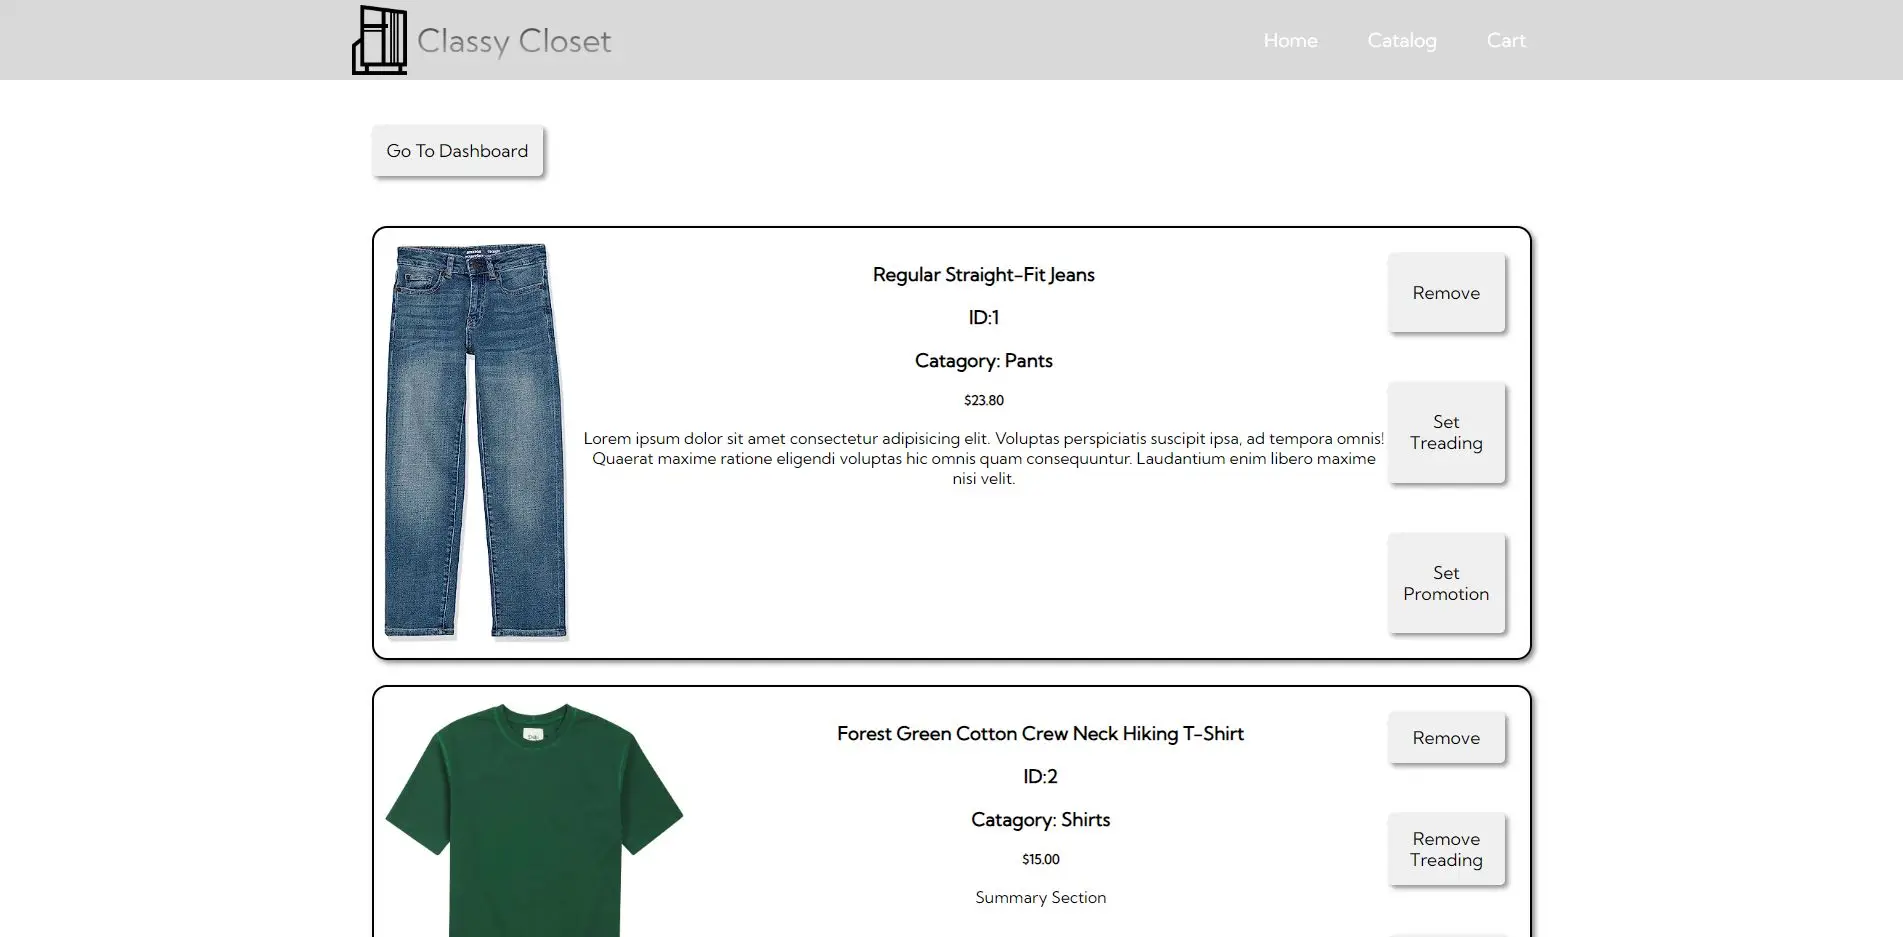 Classy Closet
Home
Catalog
Cart
Go To Dashboard
Regular Straight-Fit Jeans
ID:1
Catagory: Pants
$23.80
Lorem ipsum dolor sit amet consectetur adipisicing elit. Voluptas perspiciatis suscipit ipsa, ad tempora omnis!
Quaerat maxime ratione eligendi voluptas hic omnis quam consequuntur. Laudantium enim libero maxime
nisi velit.
Remove
Set
Treading
Set
Promotion
Forest Green Cotton Crew Neck Hiking T-Shirt
ID:2
Catagory: Shirts
$15.00
Summary Section
Remove
Remove
Treading